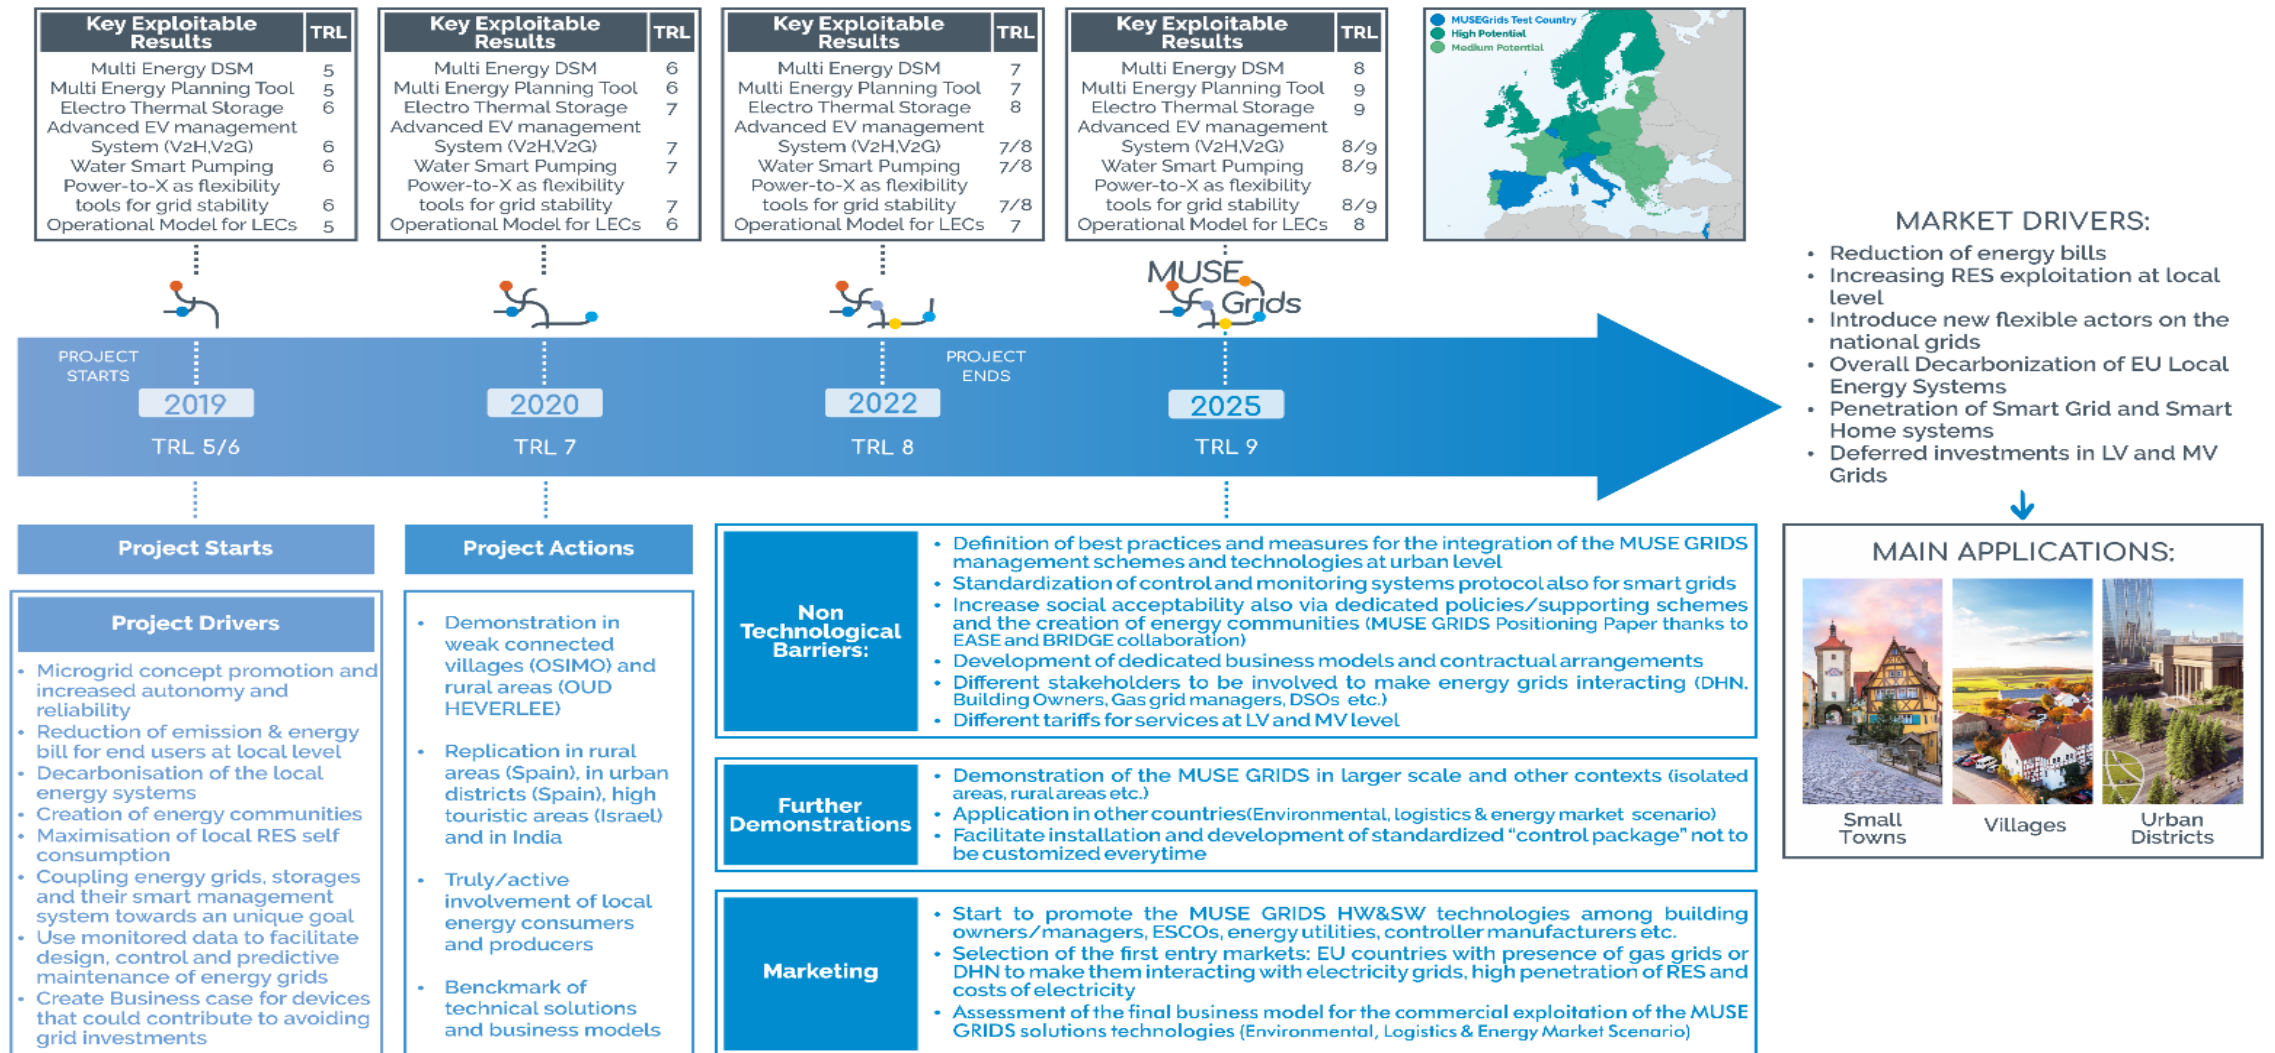 Key Exploitable
Results
TRL
Multi Energy DSM 5
Multi Energy Planning Tool 5
Electro Thermal Storage 6
Advanced EV management
System (V2H,V2G) 6
Water Smart Pumping 6
Power-to-X as flexibility
tools for grid stability 6
Operational Model for LECs 5
Key Exploitable
Results
TRL
Multi Energy DSM 6
Multi Energy Planning Tool 6
Electro Thermal Storage 7
Advanced EV management
System (V2H,V2G) 7
Water Smart Pumping 7
Power-to-X as flexibility
tools for grid stability 7
Operational Model for LECs 6
Key Exploitable
Results
TRL
Multi Energy DSM 7
Multi Energy Planning Tool 7
Electro Thermal Storage 8
Advanced EV management
System (V2H,V2G) 7/8
Water Smart Pumping 7/8
Power-to-X as flexibility
tools for grid stability 7/8
Operational Model for LECs 7
Key Exploitable
Results
TRL
Multi Energy DSM 8
Multi Energy Planning Tool 9
Electro Thermal Storage 9
Advanced EV management
System (V2H,V2G) 8/9
Water Smart Pumping 8/9
Power-to-X as flexibility
tools for grid stability 8/9
Operational Model for LECs 8
MUSEGrids Test Country
High Potential
Medium Potential
MUSE
Grids
PROJECT
STARTS
2019
TRL 5/6
2020
TRL 7
2022
TRL 8
PROJECT
ENDS
2025
TRL 9
MARKET DRIVERS:
• Reduction of energy bills
• Increasing RES exploitation at local
level
• Introduce new flexible actors on the
national grids
• Overall Decarbonization of EU Local
Energy Systems
• Penetration of Smart Grid and Smart
Home systems
• Deferred investments in LV and MV
Grids
MAIN APPLICATIONS:
Small
Towns
Villages
Urban
Districts
Project Starts
Project Drivers
• Microgrid concept promotion and
increased autonomy and
reliability
• Reduction of emission & energy
bill for end users at local level
• Decarbonisation of the local
energy systems
• Creation of energy communities
• Maximisation of local RES self
consumption
• Coupling energy grids, storages
and their smart management
system towards an unique goal
• Use monitored data to facilitate
design, control and predictive
maintenance of energy grids
• Create Business case for devices
that could contribute to avoiding
grid investments
Project Actions
• Demonstration in
weak connected
villages (OSIMO) and
rural areas (OUD
HEVERLEE)
• Replication in rural
areas (Spain), in urban
districts (Spain), high
touristic areas (Israel)
and in India
• Truly/active
involvement of local
energy consumers
and producers
• Benckmark of
technical solutions
and business models
Non
Technological
Barriers:
• Definition of best practices and measures for the integration of the MUSE GRIDS
management schemes and technologies at urban level
• Standardization of control and monitoring systems protocol also for smart grids
• Increase social acceptability also via dedicated policies/supporting schemes
and the creation of energy communities (MUSE GRIDS Positioning Paper thanks to
EASE and BRIDGE collaboration)
• Development of dedicated business models and contractual arrangements
• Different stakeholders to be involved to make energy grids interacting (DHN,
Building Owners, Gas grid managers, DSOs etc.)
• Different tariffs for services at LV and MV level
Further
Demonstrations
• Demonstration of the MUSE GRIDS in larger scale and other contexts (isolated
areas, rural areas etc.)
• Application in other countries(Environmental, logistics & energy market scenario)
• Facilitate installation and development of standardized "control package" not to
be customized everytime
Marketing
• Start to promote the MUSE GRIDS HW&SW technologies among building
owners/managers, ESCOs, energy utilities, controller manufacturers etc.
• Selection of the first entry markets: EU countries with presence of gas grids or
DHN to make them interacting with electricity grids, high penetration of RES and
costs of electricity
• Assessment of the final business model for the commercial exploitation of the MUSE
GRIDS solutions technologies (Environmental, Logistics & Energy Market Scenario)